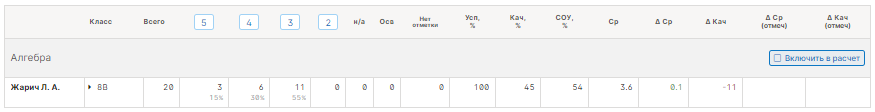 Класс Всего 5 4 3 2 н/а Осв Нет отметки Усп, % Кач, % СОУ, % Ср Δ Ср Δ Кач Δ Ср (отмеч) Δ Кач (отмеч)
Алгебра Включить в расчет
Жарич Л. А. 8В 20 3 6 11 0 0 0 0 100 45 54 3.6 0.1 -11
15% 30% 55%